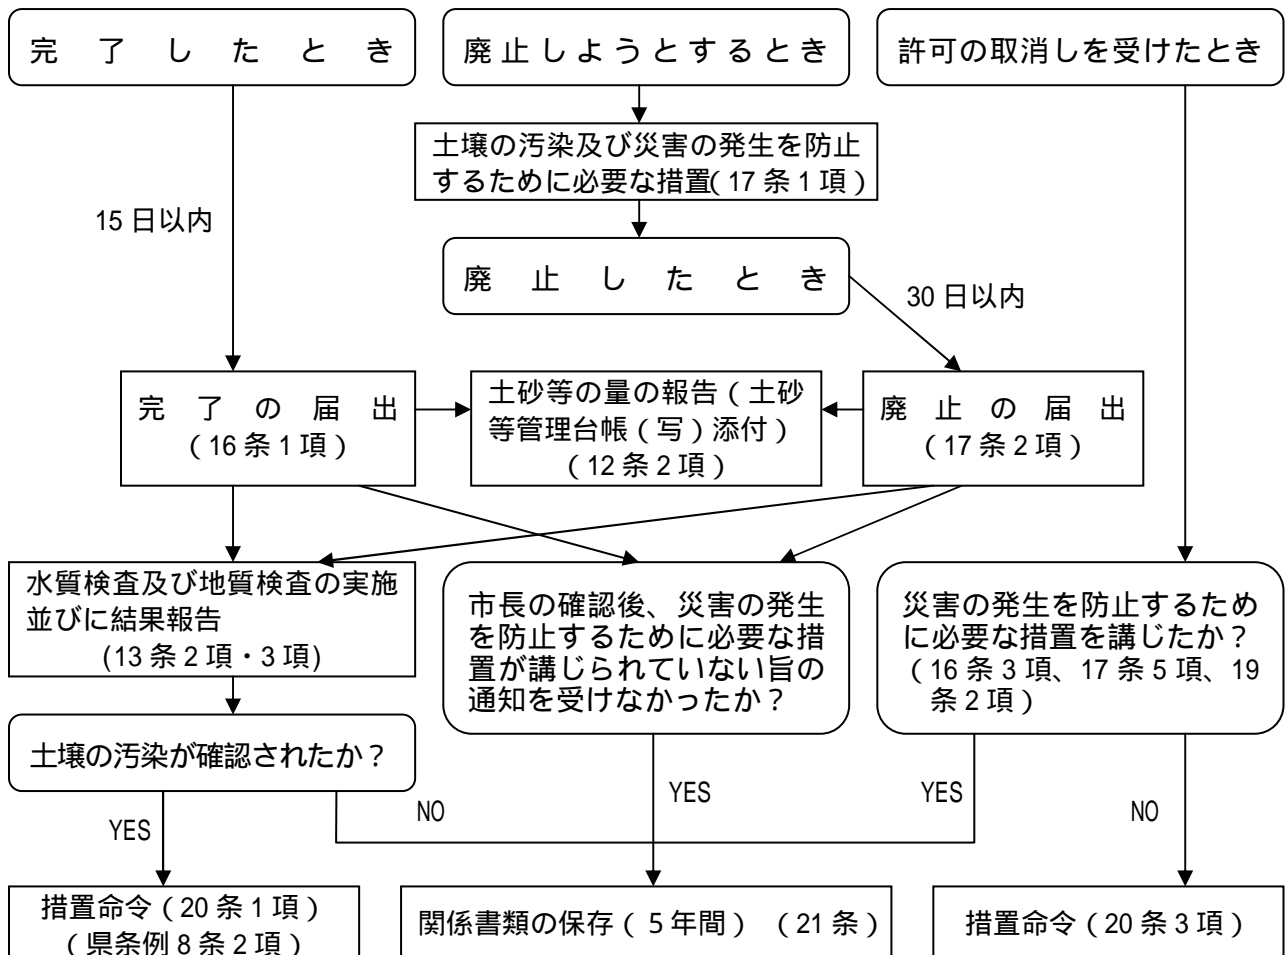 完了したとき
廃止しようとするとき
許可の取消しを受けたとき
土壌の汚染及び災害の発生を防止
するために必要な措置(17条1項)
15日以内
廃止したとき
30日以内
完了の届出
(16条1項)
土砂等の量の報告(土砂
等管理台帳(写)添付)
(12条2項)
廃止の届出
(17条2項)
水質検査及び地質検査の実施
並びに結果報告
(13条2項・3項)
市長の確認後、災害の発生
を防止するために必要な措
置が講じられていない旨の
通知を受けなかったか?
災害の発生を防止するため
に必要な措置を講じたか?
(16条3項、17条5項、19
条2項)
土壌の汚染が確認されたか?
YES
NO
YES
YES
NO
措置命令(20条1項)
(県条例8条2項)
関係書類の保存(5年間) (21条)
措置命令(20条3項)